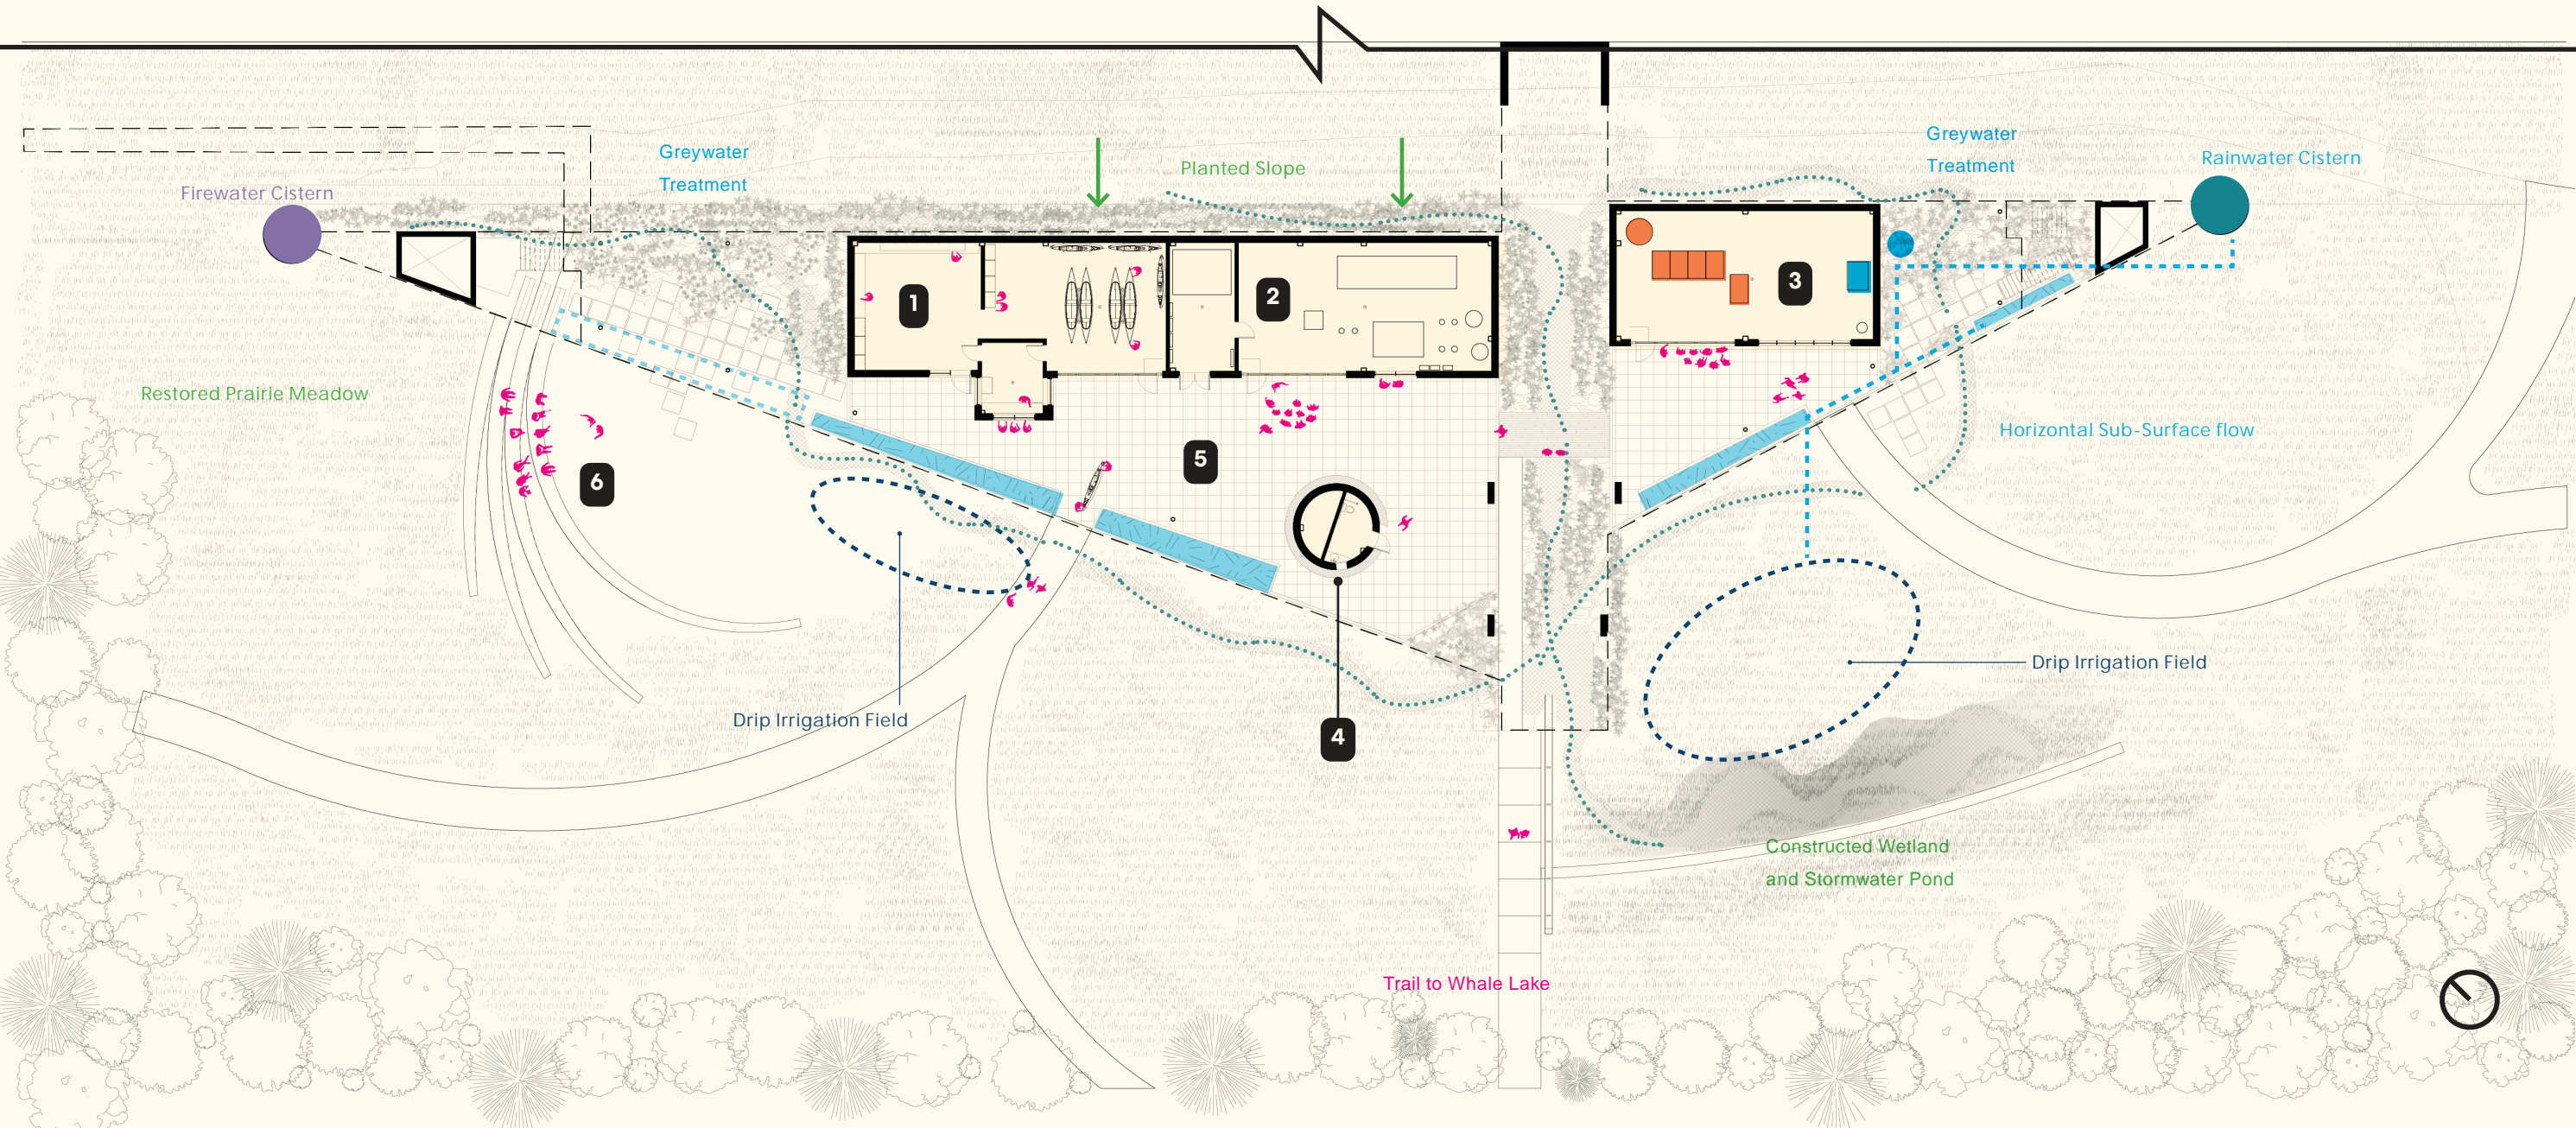 Greywater
Treatment
Planted Slope
Greywater
Treatment
Rainwater Cistern
Firewater Cistern
1
2
3
Restored Prairie Meadow
Horizontal Sub-Surface flow
5
6
Drip Irrigation Field
Drip Irrigation Field
4
Constructed Wetland
and Stormwater Pond
Trail to Whale Lake